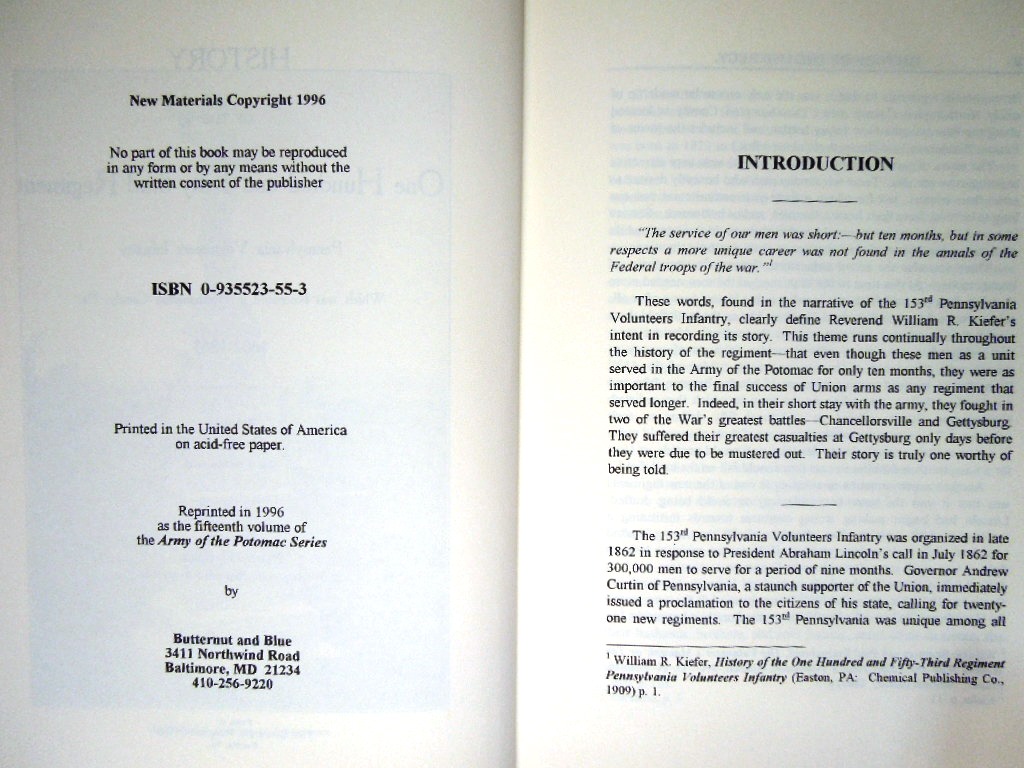 New Materials Copyright 1996
No part of this book may be reproduced
in any form or by any means without the
written consent of the publisher
ISBN 0-935523-55-3
Printed in the United States of America
on acid-free paper.
Reprinted in 1996
as the fifteenth volume of
the Army of the Potomac Series
by
Butternut and Blue
3411 Northwind Road
Baltimore, MD 21234
410-256-9220
INTRODUCTION
"The service of our men was short:—but ten months, but in some
respects a more unique career was not found in the annals of the
Federal troops of the war."1
These words, found in the narrative of the 153rd Pennsylvania
Volunteers Infantry, clearly define Reverend William R. Kiefer's
intent in recording its story. This theme runs continually throughout
the history of the regiment—that even though these men as a unit
served in the Army of the Potomac for only ten months, they were as
important to the final success of Union arms as any regiment that
served longer. Indeed, in their short stay with the army, they fought in
two of the War's greatest battles—Chancellorsville and Gettysburg.
They suffered their greatest casualties at Gettysburg only days before
they were due to be mustered out. Their story is truly one worthy of
being told.
The 153rd Pennsylvania Volunteers Infantry was organized in late
1862 in response to President Abraham Lincoln's call in July 1862 for
300,000 men to serve for a period of nine months. Governor Andrew
Curtin of Pennsylvania, a staunch supporter of the Union, immediately
issued a proclamation to the citizens of his state, calling for twenty-
one new regiments. The 153rd Pennsylvania was unique among all
1 William R. Kiefer, History of the One Hundred and Fifty-Third Regiment
Pennsylvania Volunteers Infantry (Easton, PA: Chemical Publishing Co.,
1909) p. 1.